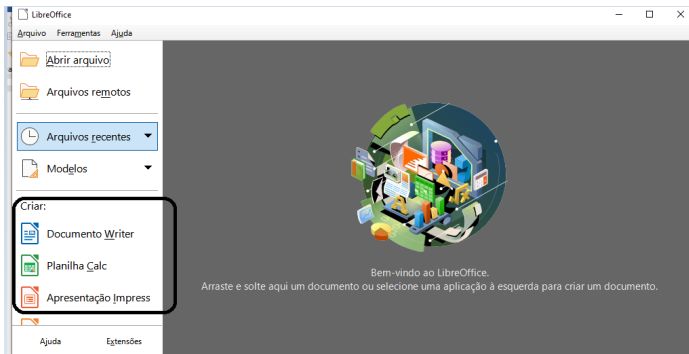 LibreOffice
Arquivo Ferramentas Ajuda
Abrir arquivo
Arquivos remotos
Arquivos recentes
Modelos
Criar:
Documento Writer
Planilha Calc
Apresentação Impress
Ajuda Extensões
Bem-vindo ao LibreOffice.
Arraste e solte aqui um documento ou selecione uma aplicação à esquerda para criar um documento.